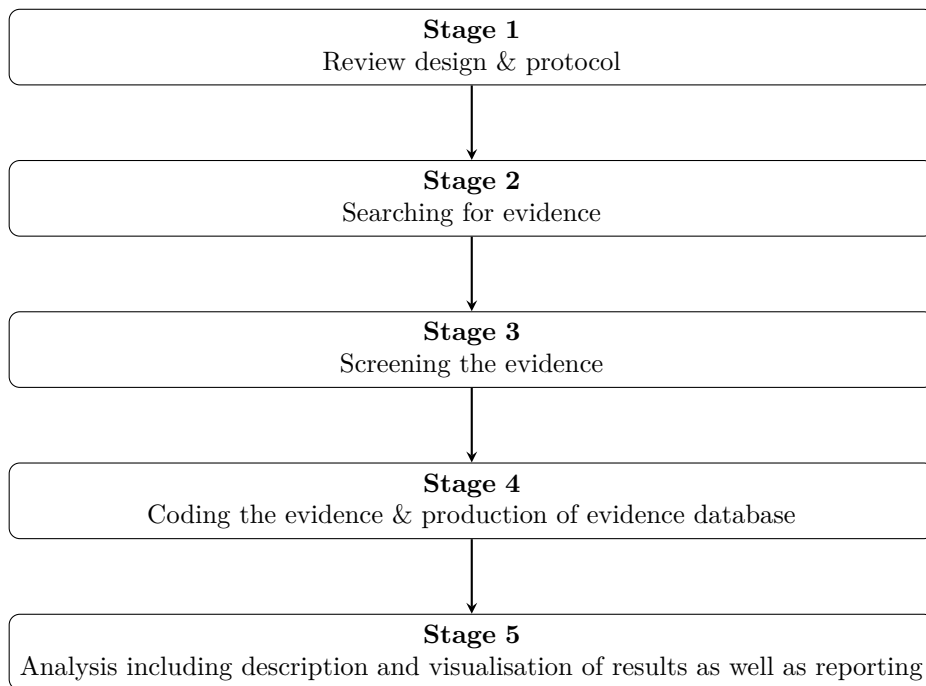 Stage 1
Review design & protocol
Stage 2
Searching for evidence
Stage 3
Screening the evidence
Stage 4
Coding the evidence & production of evidence database
Stage 5
Analysis including description and visualisation of results as well as reporting